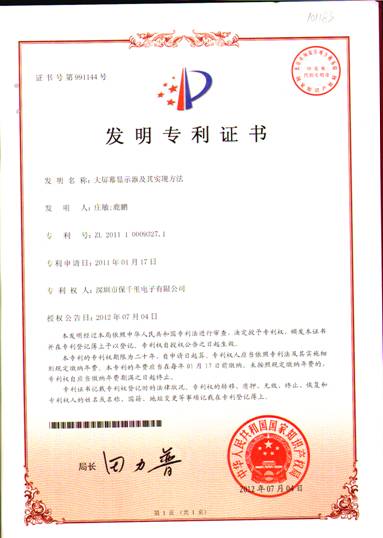 101183
证书号第991144号
发明专利证书
发 明 名 称:大屏幕显示器及其实现方法
发 明 人:庄敏;鹿鹏
专 利 号:ZL 2011 1 0009327.1
专利申请日:2011年01月17日
专 利 权 人:深圳市保千里电子有限公司
授权公告日:2012年07月04日
本发明经过本局依照中华人民共和国专利法进行审查,决定授予专利权,颁发本证书
并在专利登记簿上予以登记。专利权自授权公告之日起生效。
本专利的专利权期限为二十年,自申请日起算。专利权人应当依照专利法及其实施细
则规定缴纳年费。本专利的年费应当在每年01月17日前缴纳。未按照规定缴纳年费的,
专利权自应当缴纳年费期满之日起终止。
专利证书记载专利权登记时的法律状况。专利权的转移、质押、无效、终止、恢复和
专利权人的姓名或名称、国籍、地址变更等事项记载在专利登记簿上。
局长 田力普
中华人民共和国国家知识产权局
2012年07月04日
第1页(共1页)